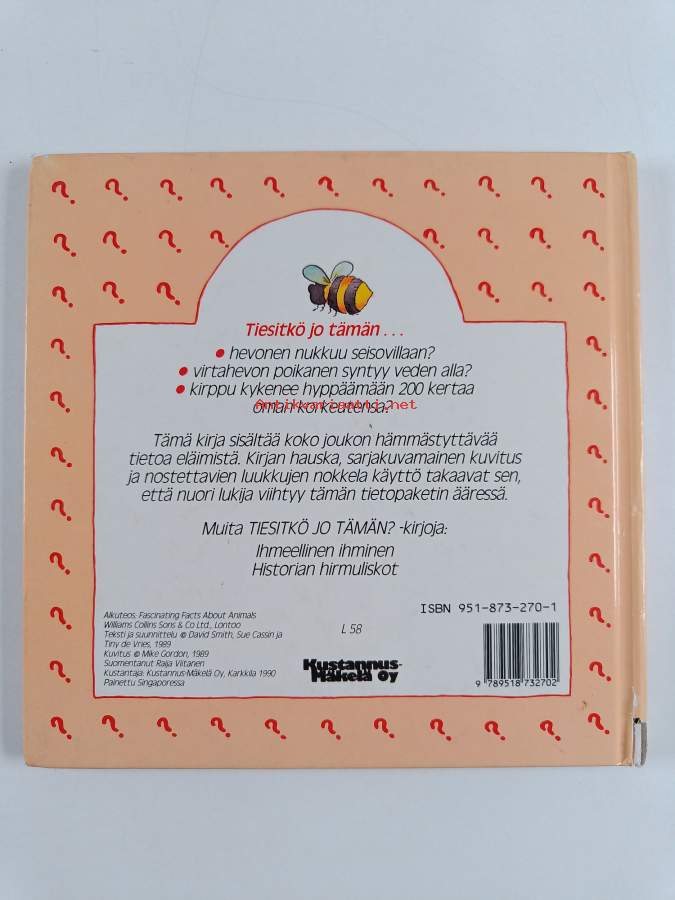 Tiesitkö jo tämän . . .
● hevonen nukkuu seisovillaan?
● virtahevon poikanen syntyy veden alla?
● kirppu kykenee hyppäämään 200 kertaa
oman korkeutensa?
Antikvariaatti.net
Tämä kirja sisältää koko joukon hämmästyttävää
tietoa eläimistä. Kirjan hauska, sarjakuvamainen kuvitus
ja nostettavien luukkujen nokkela käyttö takaavat sen,
että nuori lukija viihtyy tämän tietopaketin ääressä.
Muita TIESITKÖ JO TÄMÄN? -kirjoja:
Ihmeellinen ihminen
Historian hirmuliskot
Alkuteos: Fascinating Facts About Animals
Williams Collins Sons & Co Ltd., Lontoo
Teksti ja suunnittelu © David Smith, Sue Cassin ja
Tiny de Vries, 1989
Kuvitus © Mike Gordon, 1989
Suomentanut Raija Viitanen
Kustantaja: Kustannus-Mäkelä Oy, Karkkila 1990
Painettu Singaporessa
L 58
Kustannus-
Mäkelä Oy
ISBN 951-873-270-1
9 789518 732702